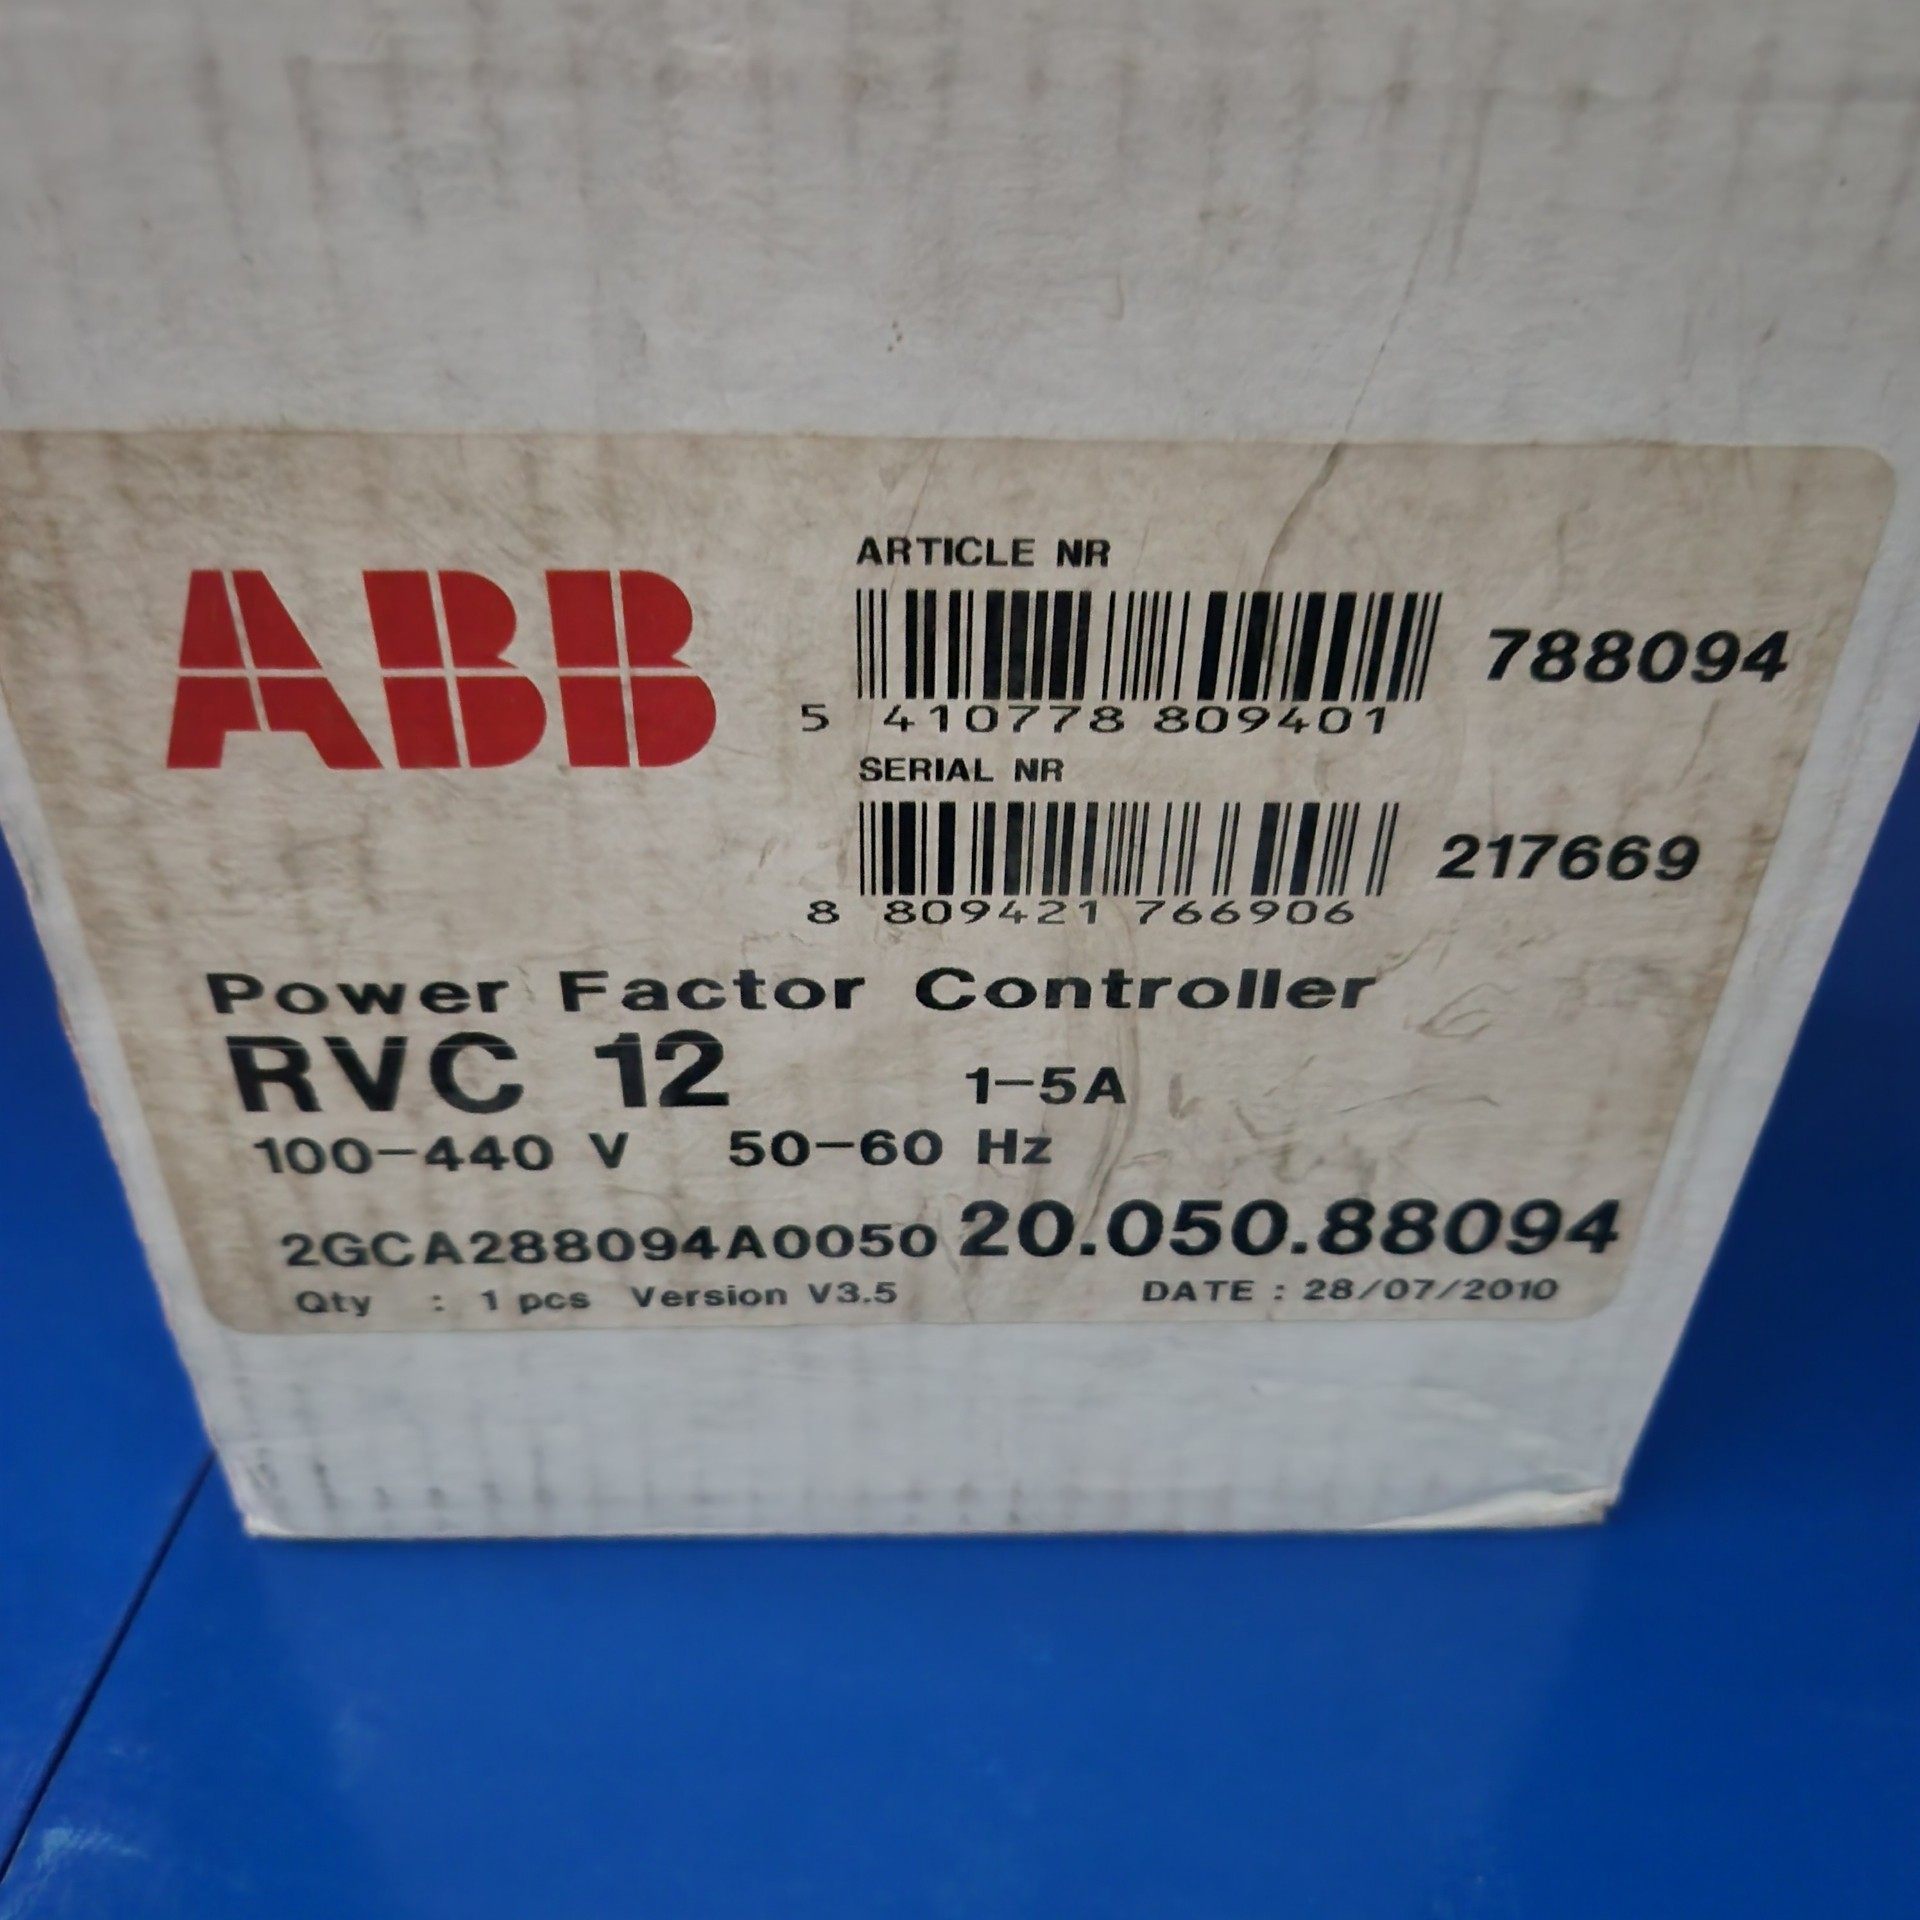 ABB
ARTICLE NR
788094
5 410778 809401
SERIAL NR
217669
8 809421 766906
Power Factor Controller
RVC 12 1-5A
100-440 V 50-60 Hz
2GCA288094A0050 20.050.88094
Qty : 1 pcs Version V3.5 DATE : 28/07/2010